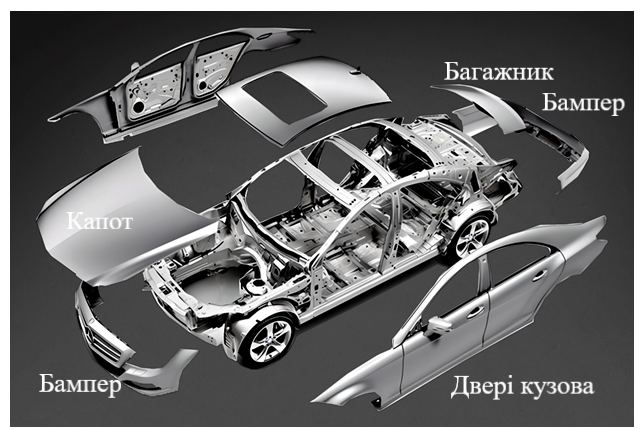 Багажник
Бампер
Капот
Бампер
Двері кузова